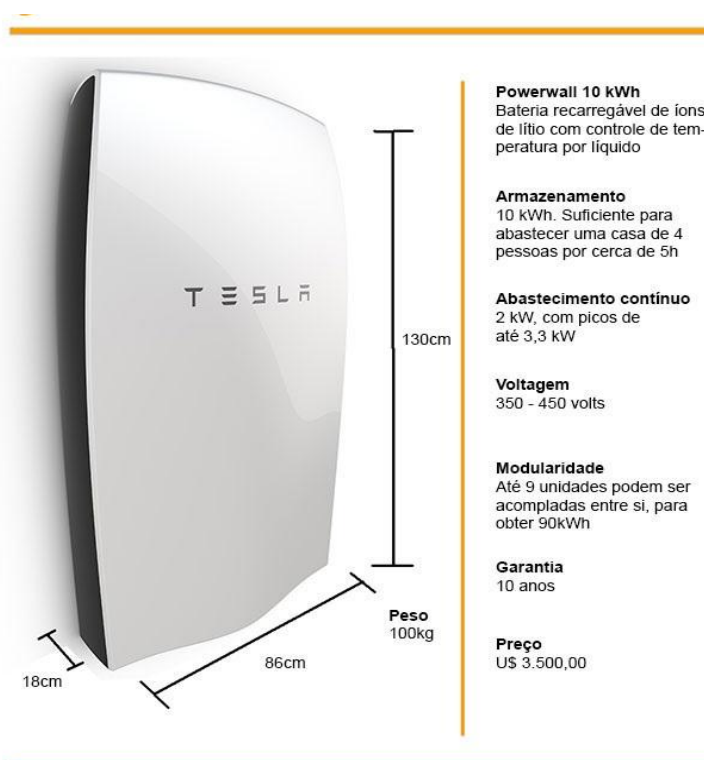 TESLA
130cm
Peso
100kg
86cm
18cm
Powerwall 10 kWh
Bateria recarregável de íons
de lítio com controle de tem-
peratura por líquido
Armazenamento
10 kWh. Suficiente para
abastecer uma casa de 4
pessoas por cerca de 5h
Abastecimento contínuo
2 kW, com picos de
até 3,3 kW
Voltagem
350 - 450 volts
Modularidade
Até 9 unidades podem ser
acompladas entre si, para
obter 90kWh
Garantia
10 anos
Preço
U$ 3.500,00